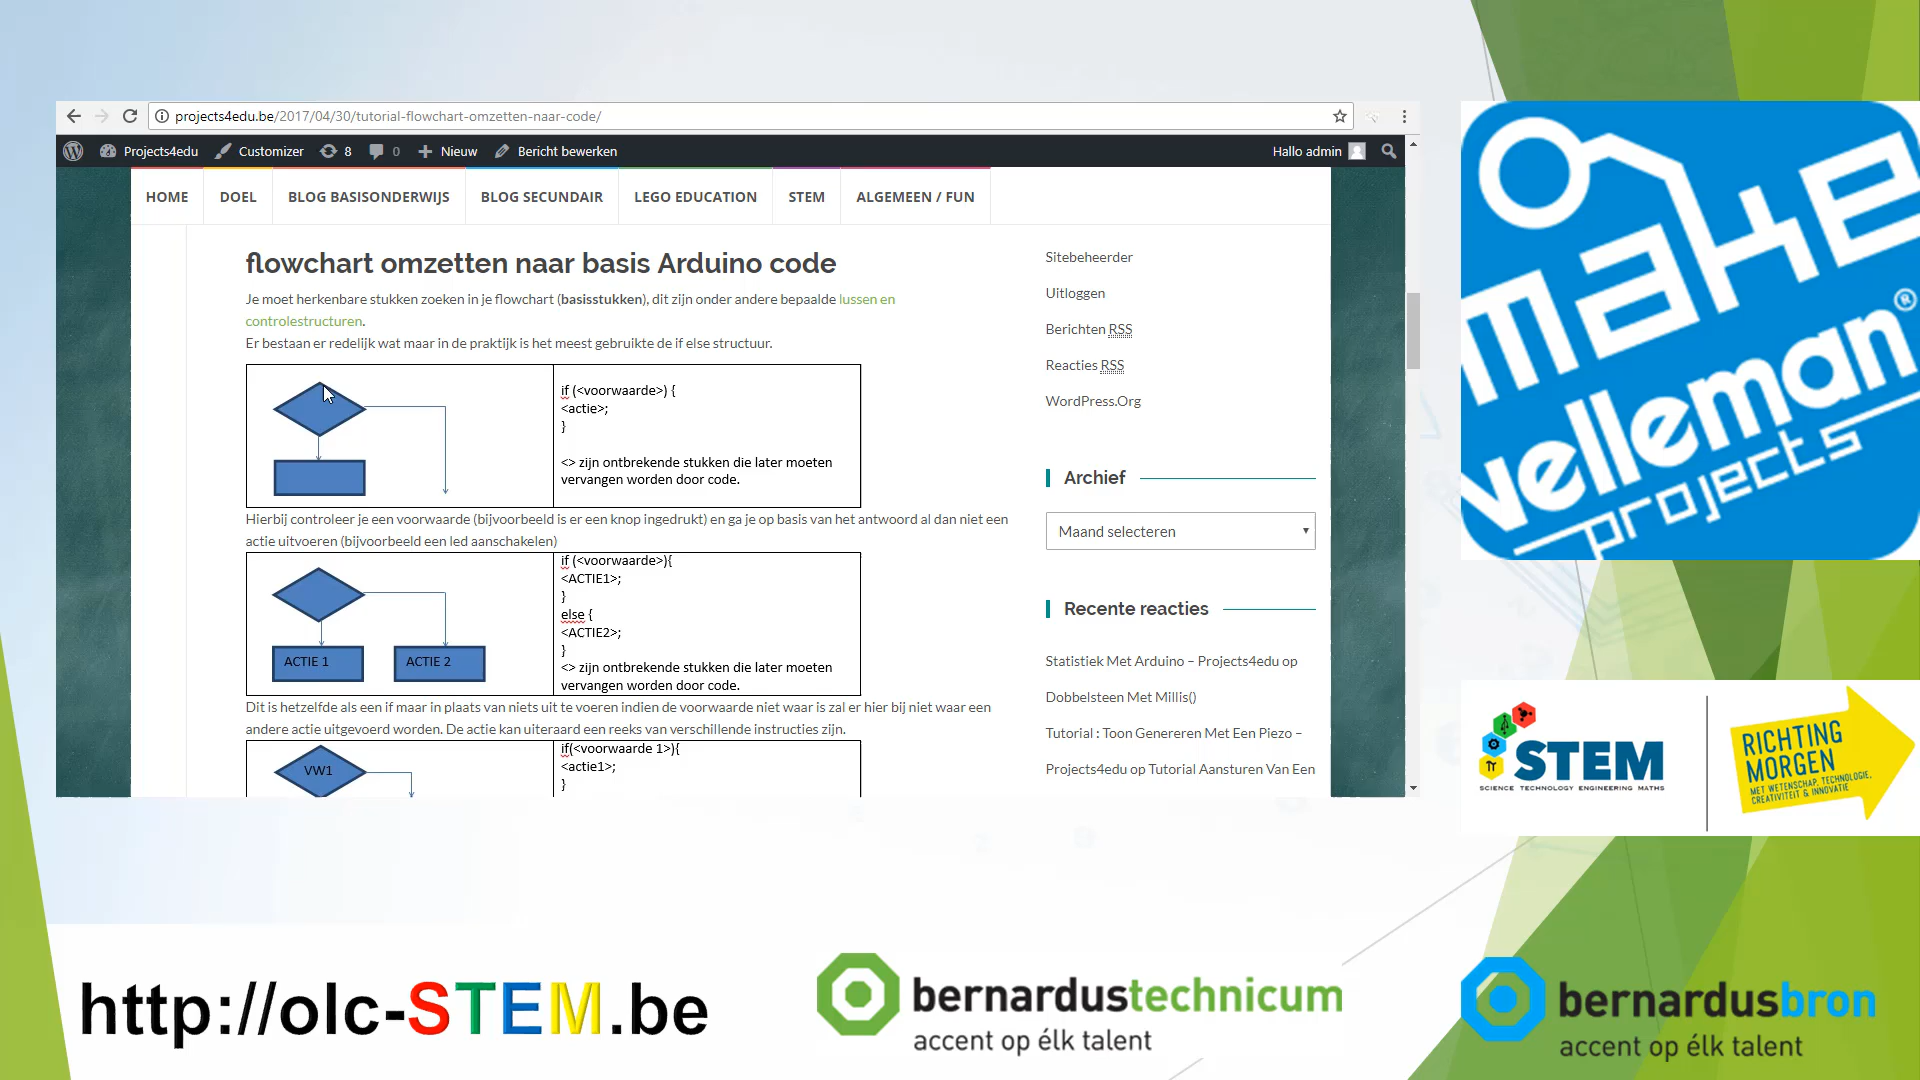 projects4edu.be/2017/04/30/tutorial-flowchart-omzetten-naar-code/
Projects4edu
Customizer
8
0
Nieuw
Bericht bewerken
Hallo admin
HOME
DOEL
BLOG BASISONDERWIJS
BLOG SECUNDAIR
LEGO EDUCATION
STEM
ALGEMEEN / FUN
flowchart omzetten naar basis Arduino code
Je moet herkenbare stukken zoeken in je flowchart (basisstukken), dit zijn onder andere bepaalde lussen en
controlestructuren.
Er bestaan er redelijk wat maar in de praktijk is het meest gebruikte de if else structuur.
if (<voorwaarde>) {
<actie>;
}
<> zijn ontbrekende stukken die later moeten
vervangen worden door code.
Hierbij controleer je een voorwaarde (bijvoorbeeld is er een knop ingedrukt) en ga je op basis van het antwoord al dan niet een
actie uitvoeren (bijvoorbeeld een led aanschakelen)
ACTIE 1
ACTIE 2
if (<voorwaarde>){
<ACTIE1>;
}
else {
<ACTIE2>;
}
<> zijn ontbrekende stukken die later moeten
vervangen worden door code.
Dit is hetzelfde als een if maar in plaats van niets uit te voeren indien de voorwaarde niet waar is zal er hier bij niet waar een
andere actie uitgevoerd worden. De actie kan uiteraard een reeks van verschillende instructies zijn.
VW1
if(<voorwaarde 1>){
<actie1>;
}
Sitebeheerder
Uitloggen
Berichten RSS
Reacties RSS
WordPress.Org
Archief
Maand selecteren
Recente reacties
Statistiek Met Arduino – Projects4edu op
Dobbelsteen Met Millis()
Tutorial : Toon Genereren Met Een Piezo –
Projects4edu op Tutorial Aansturen Van Een
make
velleman®
projects
STEM
SCIENCE TECHNOLOGY ENGINEERING MATHS
RICHTING
MORGEN
MET WETENSCHAP, TECHNOLOGIE,
CREATIVITEIT & INNOVATIE
http://olc-STEM.be
bernardustechnicum
accent op élk talent
bernardusbron
accent op élk talent